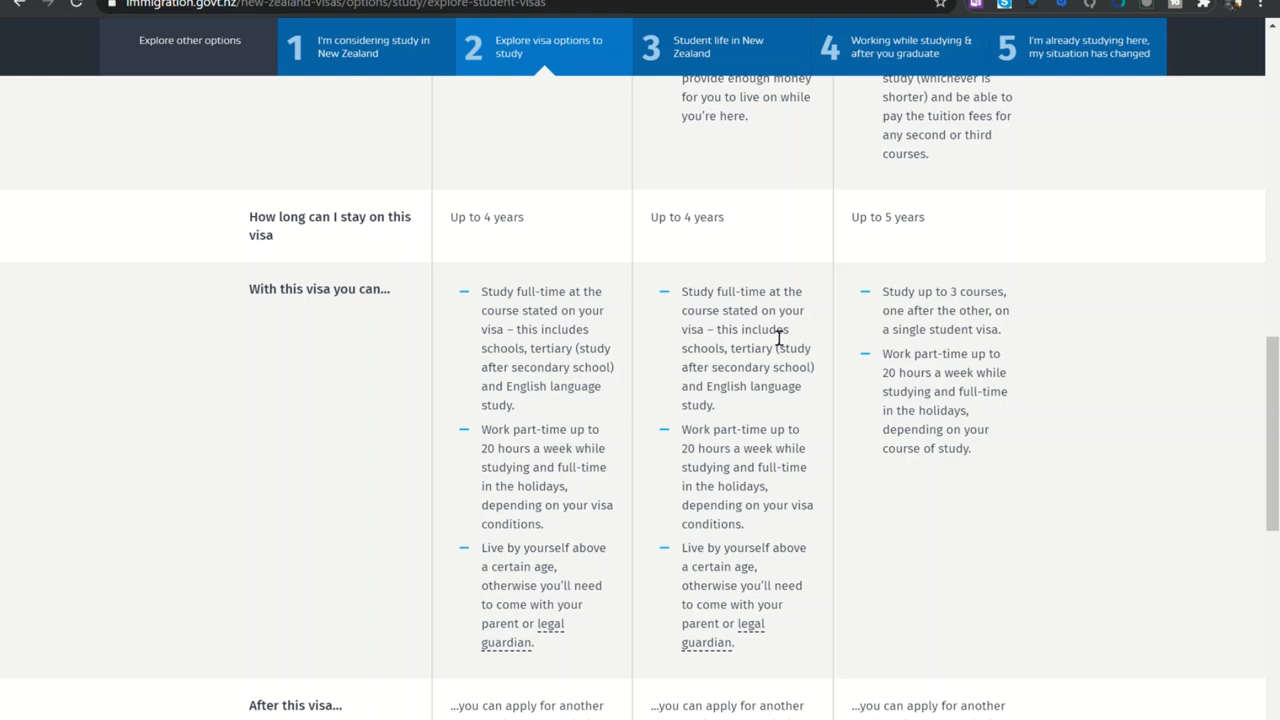 immigration.govt.nz/new-zealand-visas/options/study/explore-student-visas
Explore other options
1 I'm considering study in
New Zealand
2 Explore visa options to
study
3 Student life in New
Zealand
4 Working while studying &
after you graduate
5 I'm already studying here,
my situation has changed
provide enough money
for you to live on while
you're here.
study (whichever is
shorter) and be able to
pay the tuition fees for
any second or third
courses.
How long can I stay on this
visa
Up to 4 years
Up to 4 years
Up to 5 years
With this visa you can...
Study full-time at the
course stated on your
visa – this includes
schools, tertiary (study
after secondary school)
and English language
study.
Work part-time up to
20 hours a week while
studying and full-time
in the holidays,
depending on your visa
conditions.
Live by yourself above
a certain age,
otherwise you'll need
to come with your
parent or legal
guardian.
Study full-time at the
course stated on your
visa – this includes
schools, tertiary (study
after secondary school)
and English language
study.
Work part-time up to
20 hours a week while
studying and full-time
in the holidays,
depending on your visa
conditions.
Live by yourself above
a certain age,
otherwise you'll need
to come with your
parent or legal
guardian.
Study up to 3 courses,
one after the other, on
a single student visa.
Work part-time up to
20 hours a week while
studying and full-time
in the holidays,
depending on your
course of study.
After this visa...
...you can apply for another
...you can apply for another
...you can apply for another